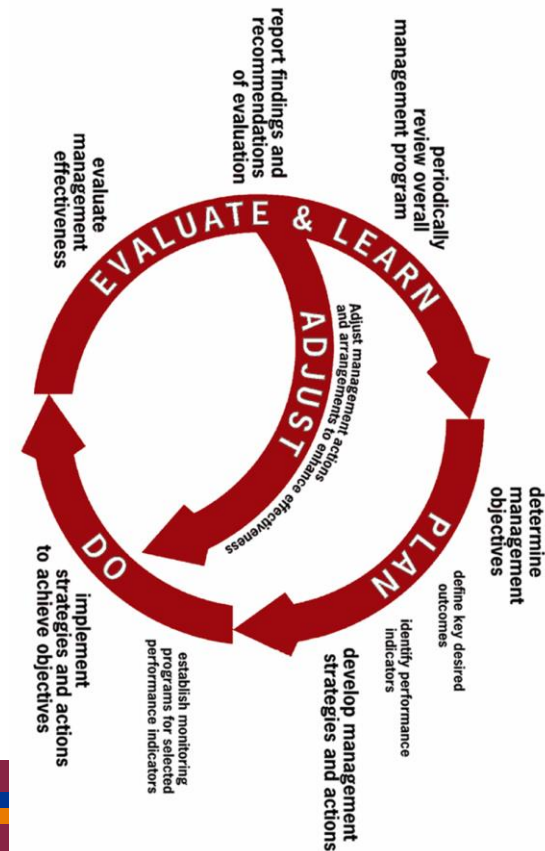 PLAN
determine
management
objectives
define key desired
outcomes
identify performance
indicators
develop management
strategies and actions
DO
establish monitoring
programs for selected
performance indicators
implement
strategies and actions
to achieve objectives
EVALUATE & LEARN
evaluate
management
effectiveness
report findings and
recommendations
of evaluation
periodically
review overall
management program
ADJUST
Adjust management actions
and arrangements to enhance effectiveness